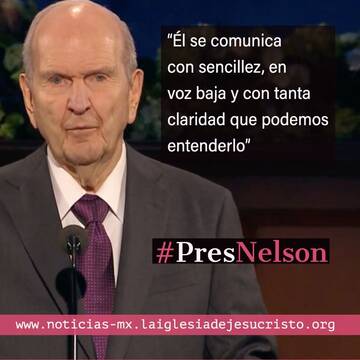 “Él se comunica
con sencillez, en
voz baja y con tanta
claridad que podemos
entenderlo”
#PresNelson
www.noticias-mx.laiglesiadejesucristo.org